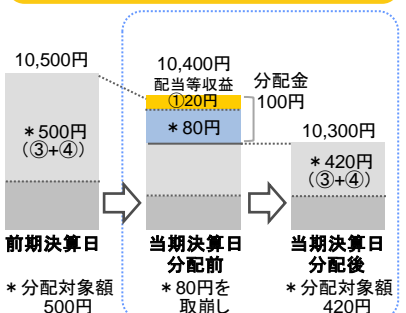 10,500円
10,400円
配当等収益
①20円
分配金
100円
*80円
10,300円
*500円
(③+④)
*420円
(③+④)
前期決算日
当期決算日
分配前
当期決算日
分配後
*分配対象額
500円
*80円を
取崩し
*分配対象額
420円